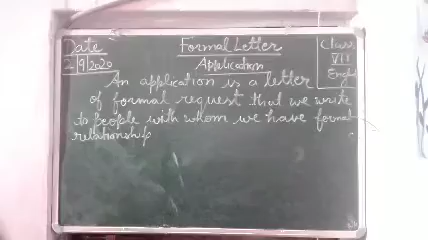 Date
2/9/2020
Formal Letter
Application
Class
VII
Eng
An application is a letter
of formal request that we write
to people with whom we have formal
relationship